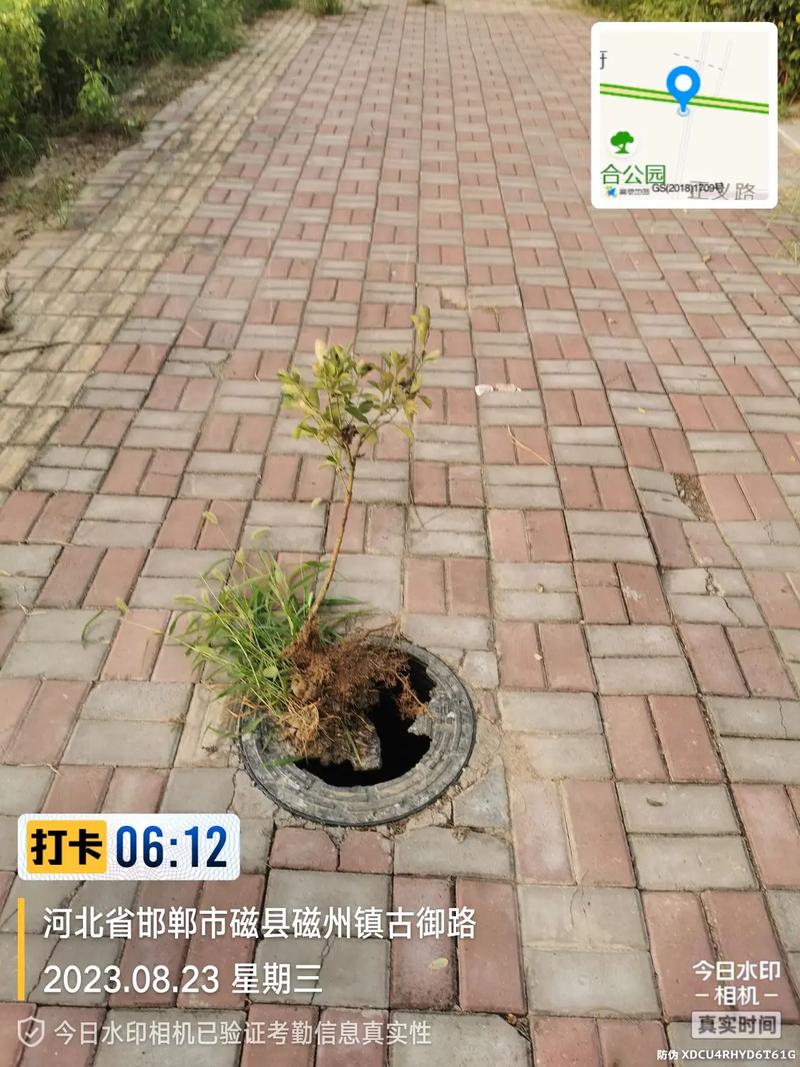 合公园
GS(2018)1709号
正义路
打卡 06:12
河北省邯郸市磁县磁州镇古御路
2023.08.23 星期三
今日水印相机已验证考勤信息真实性
今日水印
相机
真实时间
防伪 XDCU4RHYD6T61G